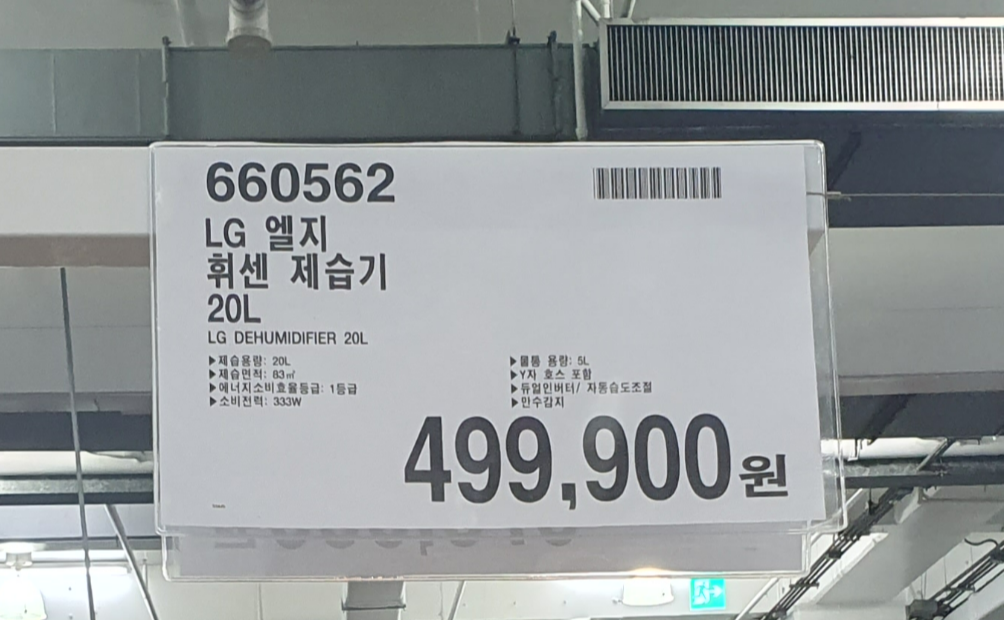 660562
LG 엘지
휘센 제습기
20L
LG DEHUMIDIFIER 20L
▶제습용량: 20L
▶제습면적: 83㎡
▶에너지소비효율등급: 1등급
▶소비전력: 333W
▶물통 용량: 5L
▶Y자 호스 포함
▶듀얼인버터/ 자동습도조절
▶만수감지
499,900원